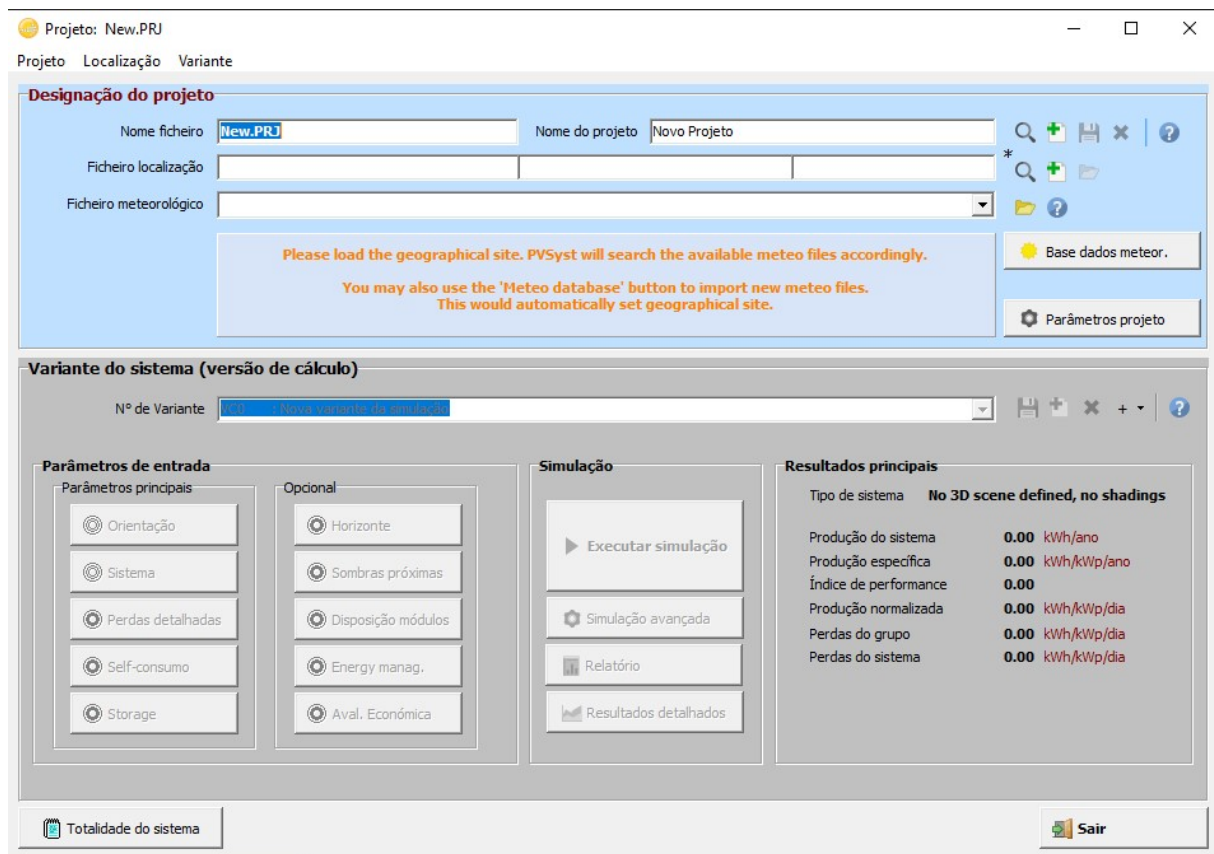 Projeto: New.PRJ
Projeto Localização Variante
Designação do projeto
Nome ficheiro New.PRJ Nome do projeto Novo Projeto
Ficheiro localização *
Ficheiro meteorológico
Please load the geographical site. PVSyst will search the available meteo files accordingly.
You may also use the 'Meteo database' button to import new meteo files.
This would automatically set geographical site.
Base dados meteor.
Parâmetros projeto
Variante do sistema (versão de cálculo)
Nº de Variante VC0 : Nova variante da simulação + 
Parâmetros de entrada
Parâmetros principais
Orientação
Sistema
Perdas detalhadas
Self-consumo
Storage
Opcional
Horizonte
Sombras próximas
Disposição módulos
Energy manag.
Aval. Económica
Simulação
Executar simulação
Simulação avançada
Relatório
Resultados detalhados
Resultados principais
Tipo de sistema No 3D scene defined, no shadings
Produção do sistema 0.00 kWh/ano
Produção específica 0.00 kWh/kWp/ano
Índice de performance 0.00
Produção normalizada 0.00 kWh/kWp/dia
Perdas do grupo 0.00 kWh/kWp/dia
Perdas do sistema 0.00 kWh/kWp/dia
Totalidade do sistema
Sair